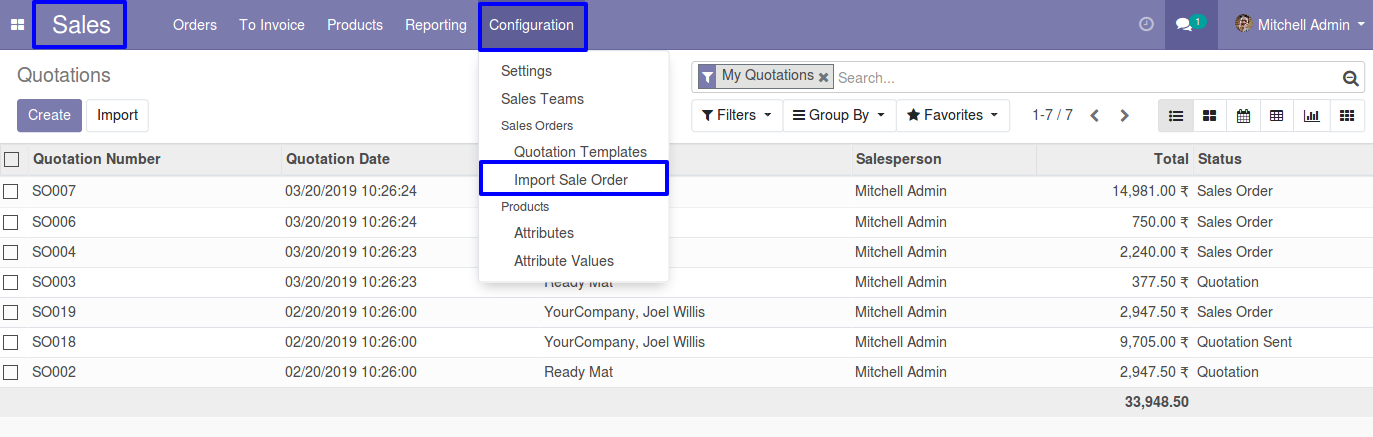 Sales Orders To Invoice Products Reporting Configuration 1 Mitchell Admin
Quotations
Settings
My Quotations Search...
Create Import
Sales Teams
Filters Group By Favorites 1-7 / 7
Sales Orders
Quotation Templates
Import Sale Order
Products
Attributes
Attribute Values
Quotation Number Quotation Date Salesperson Total Status
SO007 03/20/2019 10:26:24 Mitchell Admin 14,981.00 ₹ Sales Order
SO006 03/20/2019 10:26:24 Mitchell Admin 750.00 ₹ Sales Order
SO004 03/20/2019 10:26:23 Mitchell Admin 2,240.00 ₹ Sales Order
SO003 03/20/2019 10:26:23 Ready Mat Mitchell Admin 377.50 ₹ Quotation
SO019 02/20/2019 10:26:00 YourCompany, Joel Willis Mitchell Admin 2,947.50 ₹ Sales Order
SO018 02/20/2019 10:26:00 YourCompany, Joel Willis Mitchell Admin 9,705.00 ₹ Quotation Sent
SO002 02/20/2019 10:26:00 Ready Mat Mitchell Admin 2,947.50 ₹ Quotation
33,948.50